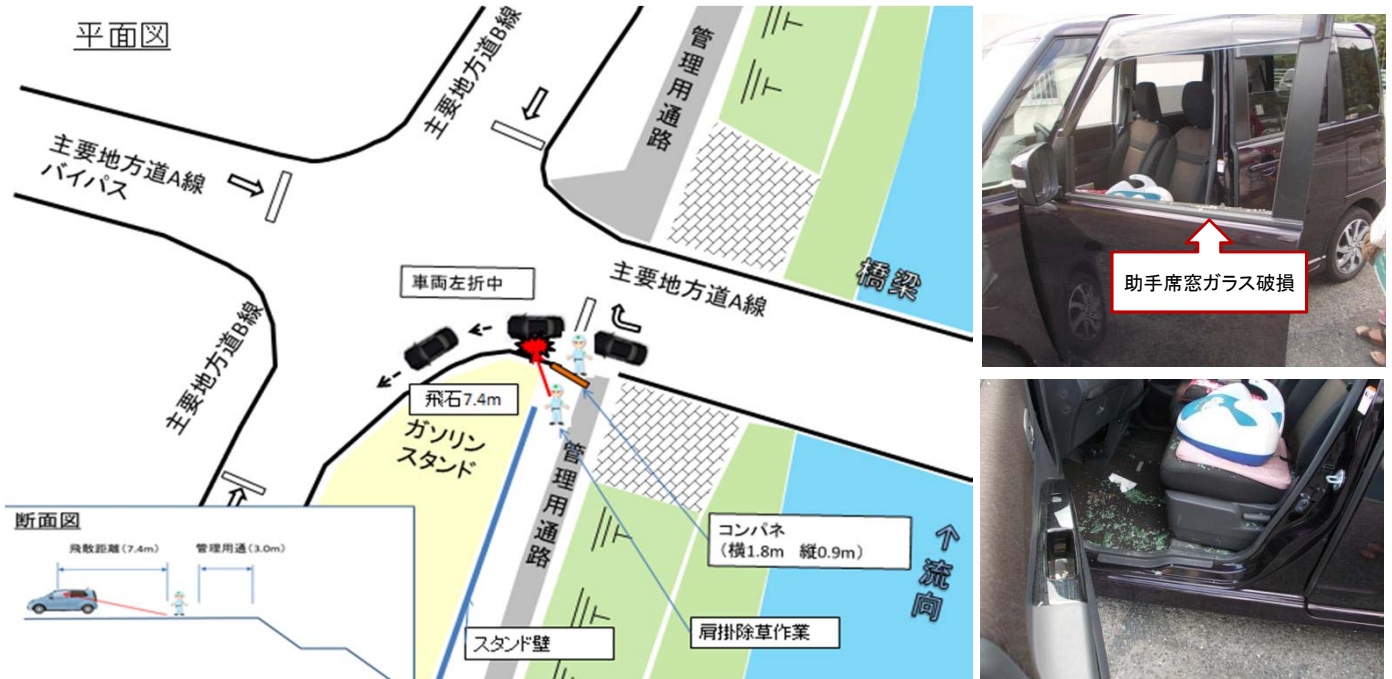 平面図
主要地方道B線
管理用通路
主要地方道A線
バイパス
車両左折中
主要地方道A線
橋梁
主要地方道B線
飛石7.4m
ガソリン
スタンド
管理用通路
コンパネ
(横1.8m 縦0.9m)
↑流向
肩掛除草作業
スタンド壁
断面図
飛散距離(7.4m)
管理用通(3.0m)
助手席窓ガラス破損